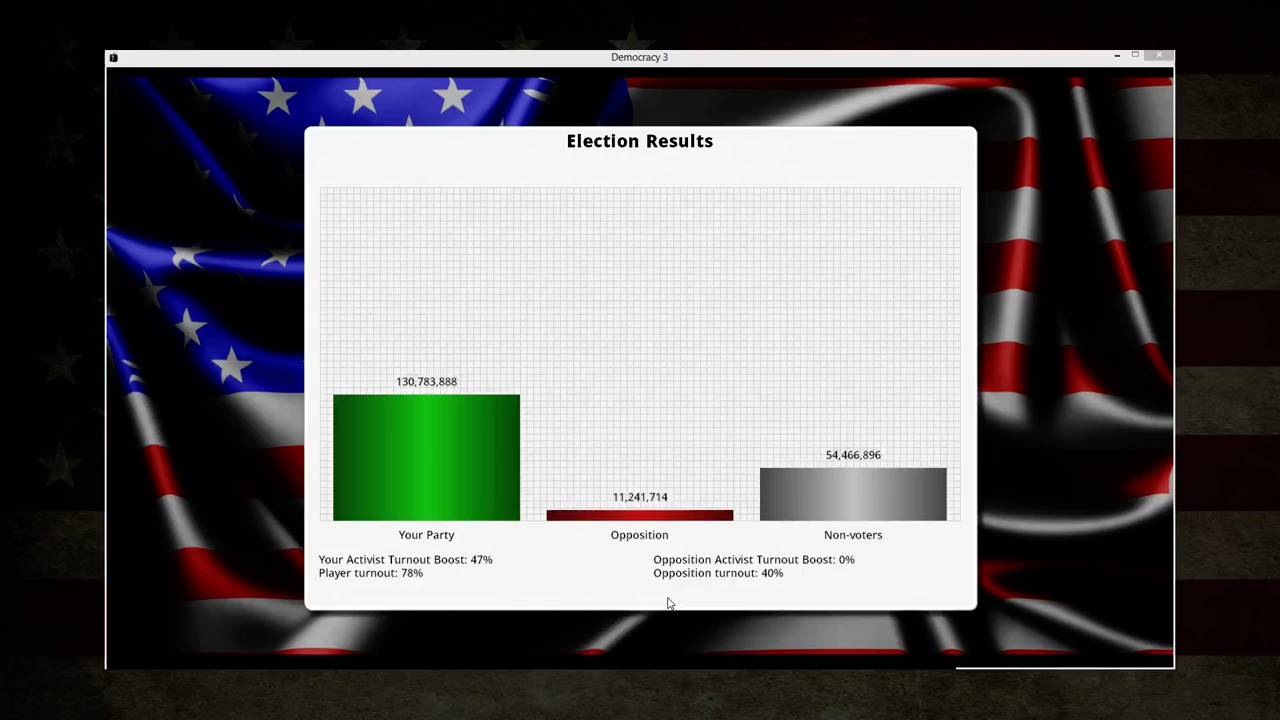 Democracy 3
Election Results
130,783,888
54,466,896
11,241,714
Your Party
Opposition
Non-voters
Your Activist Turnout Boost: 47%
Opposition Activist Turnout Boost: 0%
Player turnout: 78%
Opposition turnout: 40%